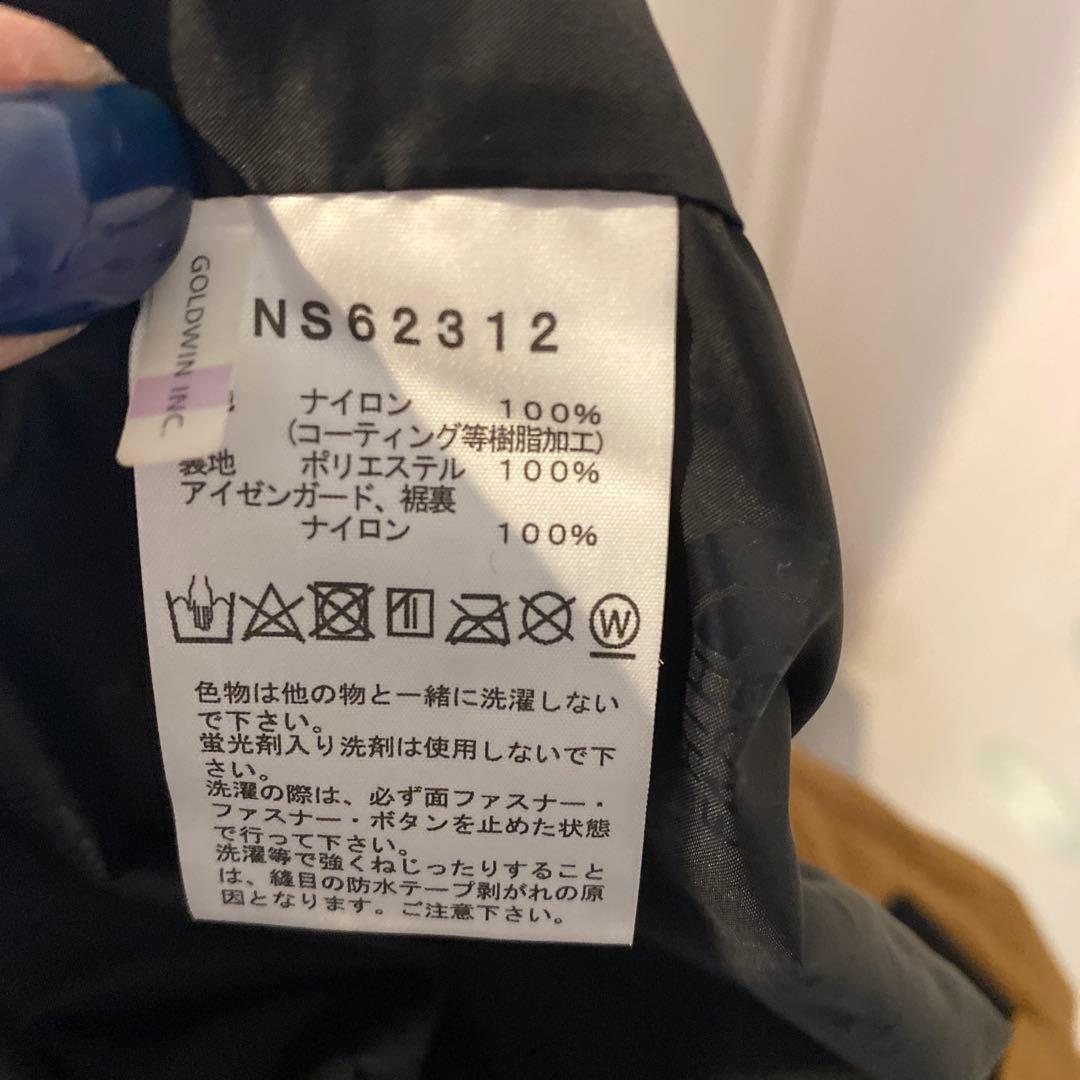 GOLDWIN INC.
NS62312
ナイロン 100%
(コーティング等樹脂加工)
裏地 ポリエステル 100%
アイゼンガード、裾裏
ナイロン 100%
W
色物は他の物と一緒に洗濯しない
で下さい。
蛍光剤入り洗剤は使用しないで下
さい。
洗濯の際は、必ず面ファスナー・
ファスナー・ボタンを止めた状態
で行って下さい。
洗濯等で強くねじったりすること
は、縫目の防水テープ剥がれの原
因となります。ご注意下さい。